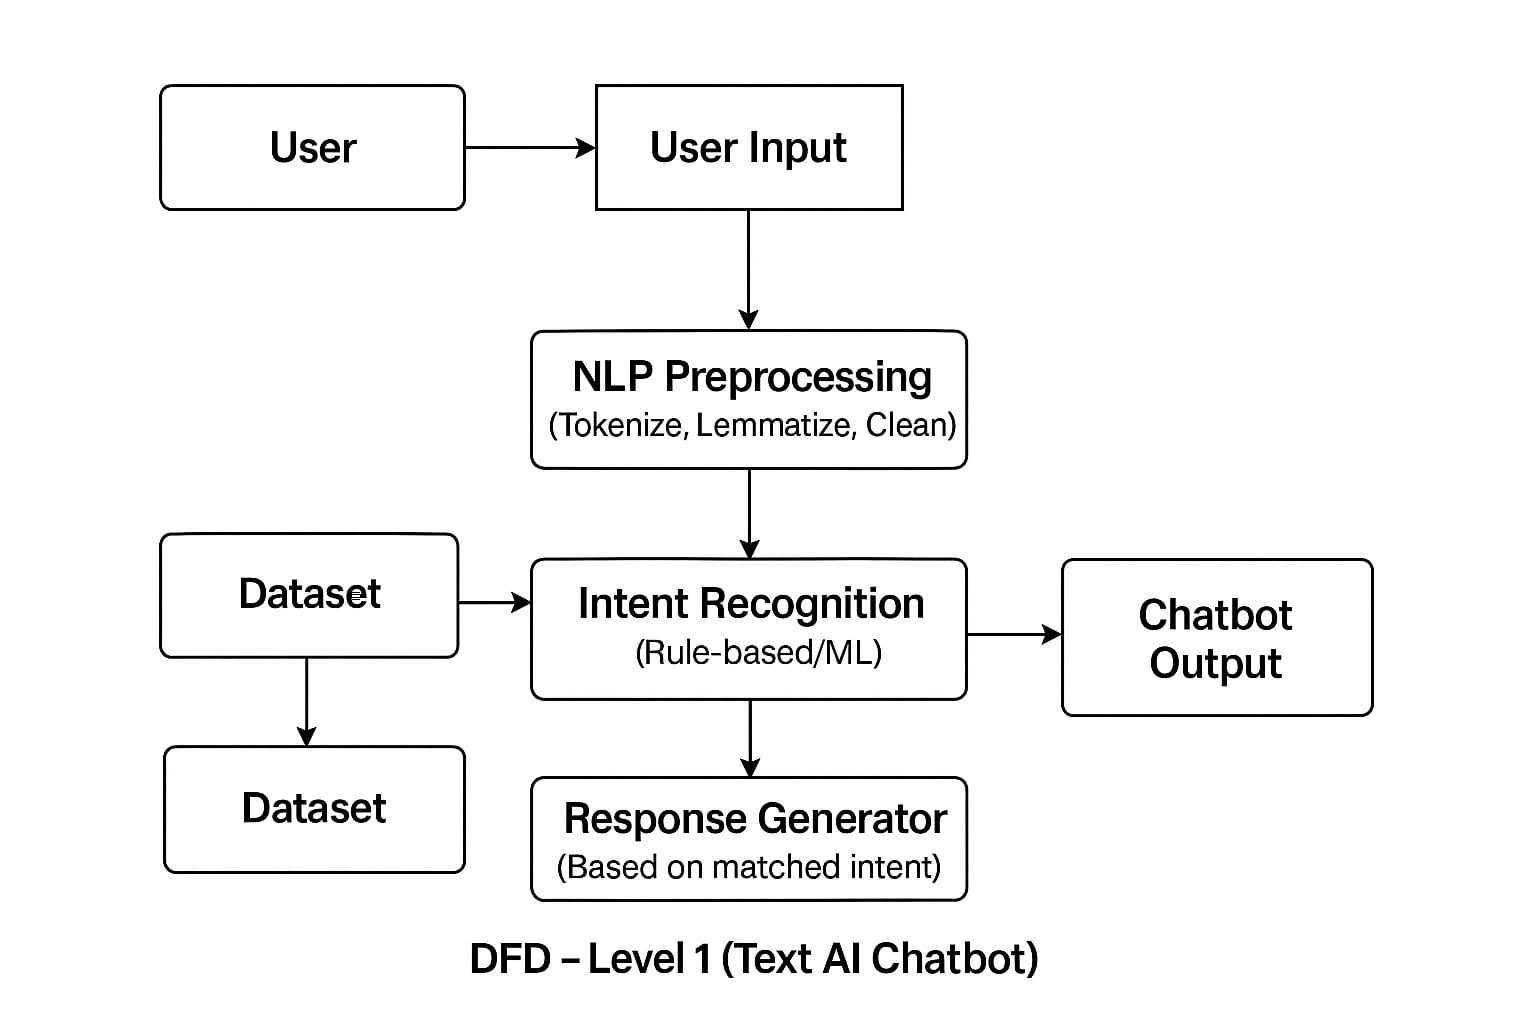 User
User Input
NLP Preprocessing
(Tokenize, Lemmatize, Clean)
Dataset
Intent Recognition
(Rule-based/ML)
Chatbot
Output
Dataset
Response Generator
(Based on matched intent)
DFD – Level 1 (Text AI Chatbot)